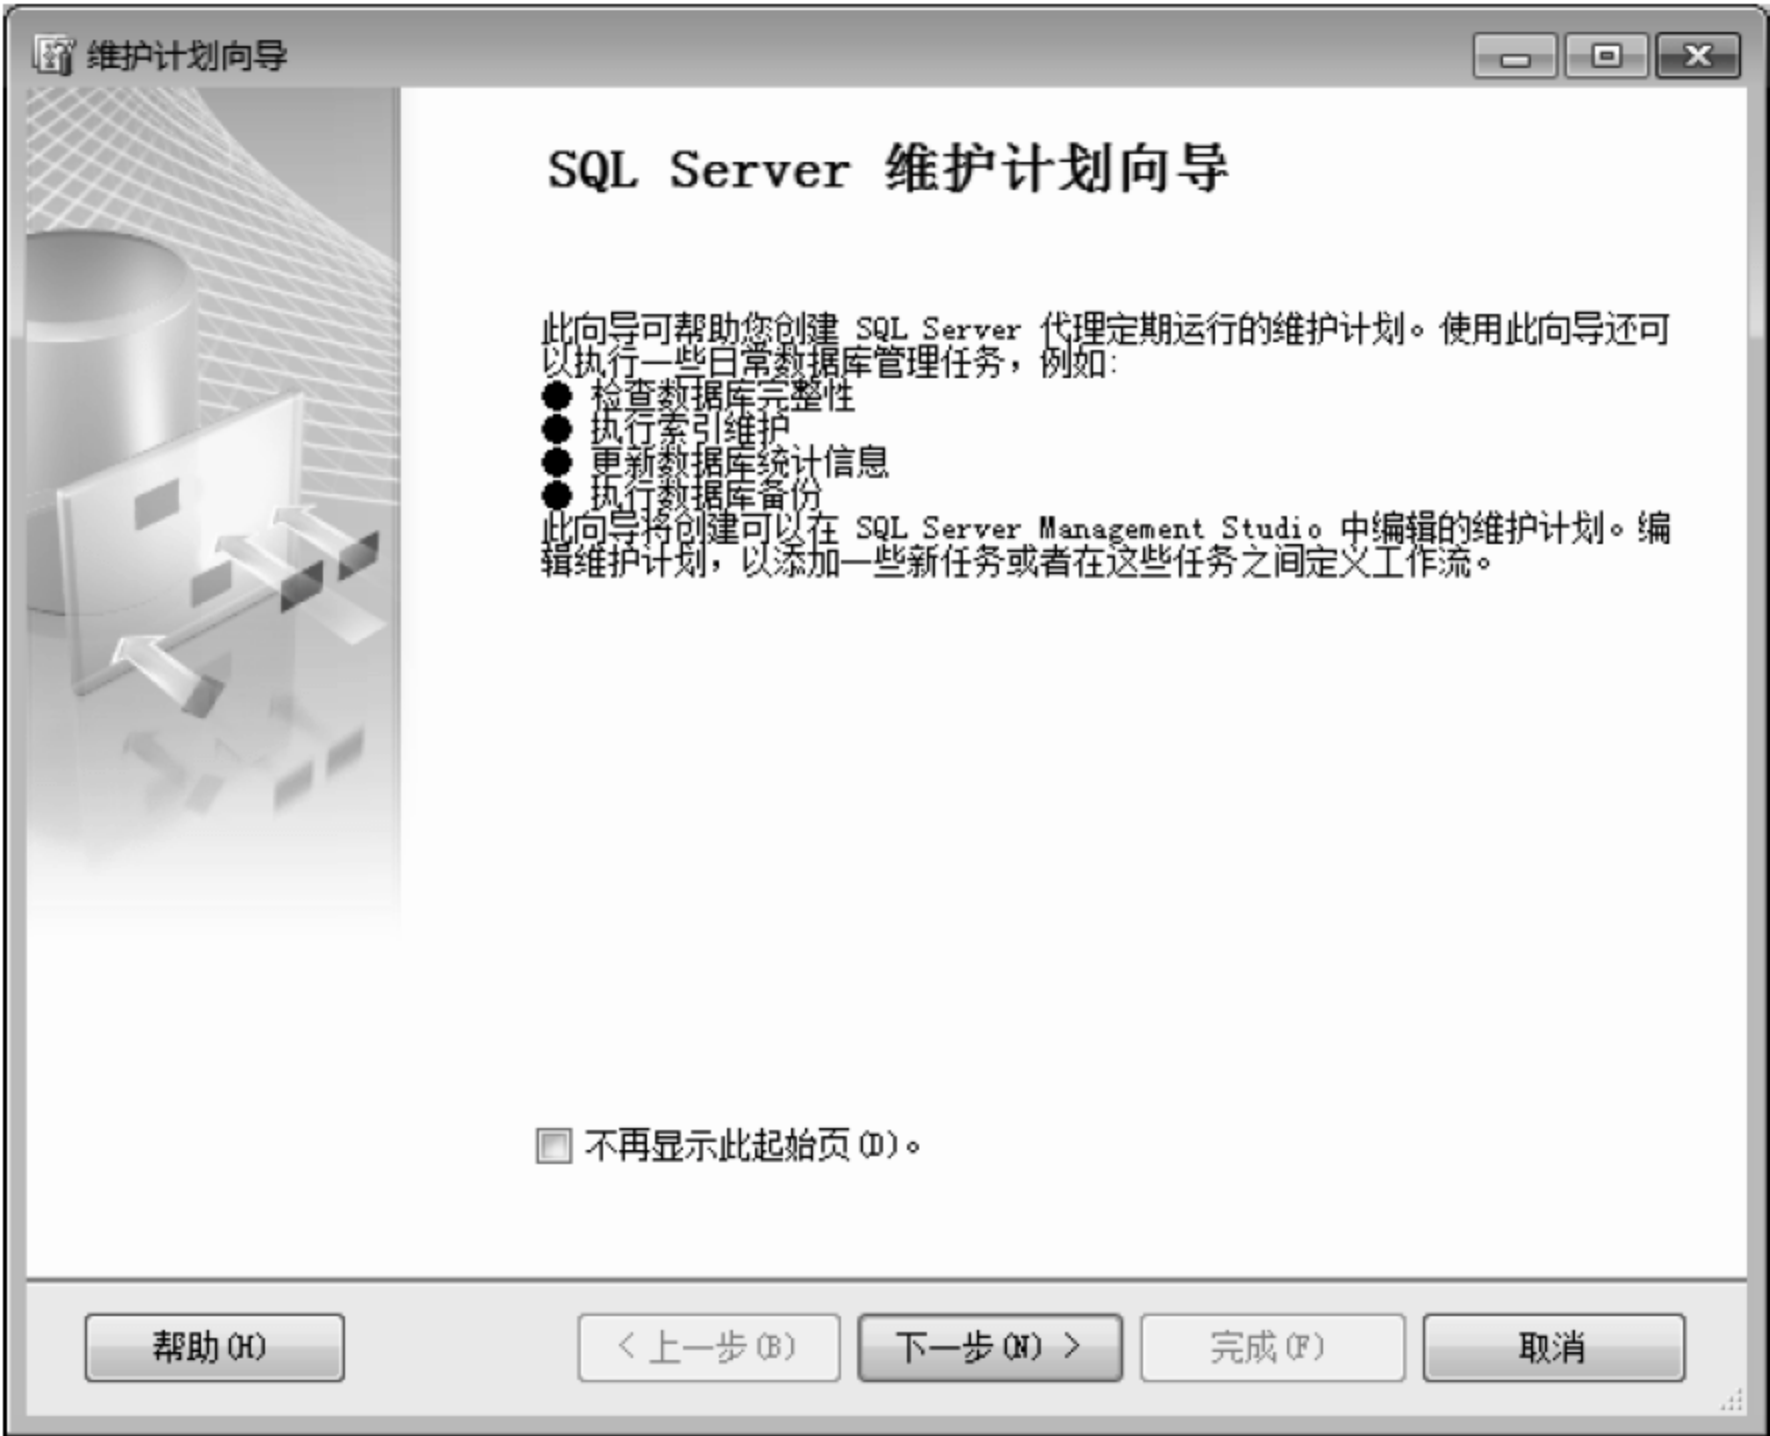 维护计划向导
SQL Server 维护计划向导
此向导可帮助您创建 SQL Server 代理定期运行的维护计划。使用此向导还可
以执行一些日常数据库管理任务，例如:
● 检查数据库完整性
● 执行索引维护
● 更新数据库统计信息
● 执行数据库备份
此向导将创建可以在 SQL Server Management Studio。中编辑的维护计划。编
辑维护计划，以添加一些新任务或者在这些任务之间定义工作流。
不再显示此起始页(D)。
帮助(H)
< 上一步(B)
下一步(N) >
完成(F)
取消